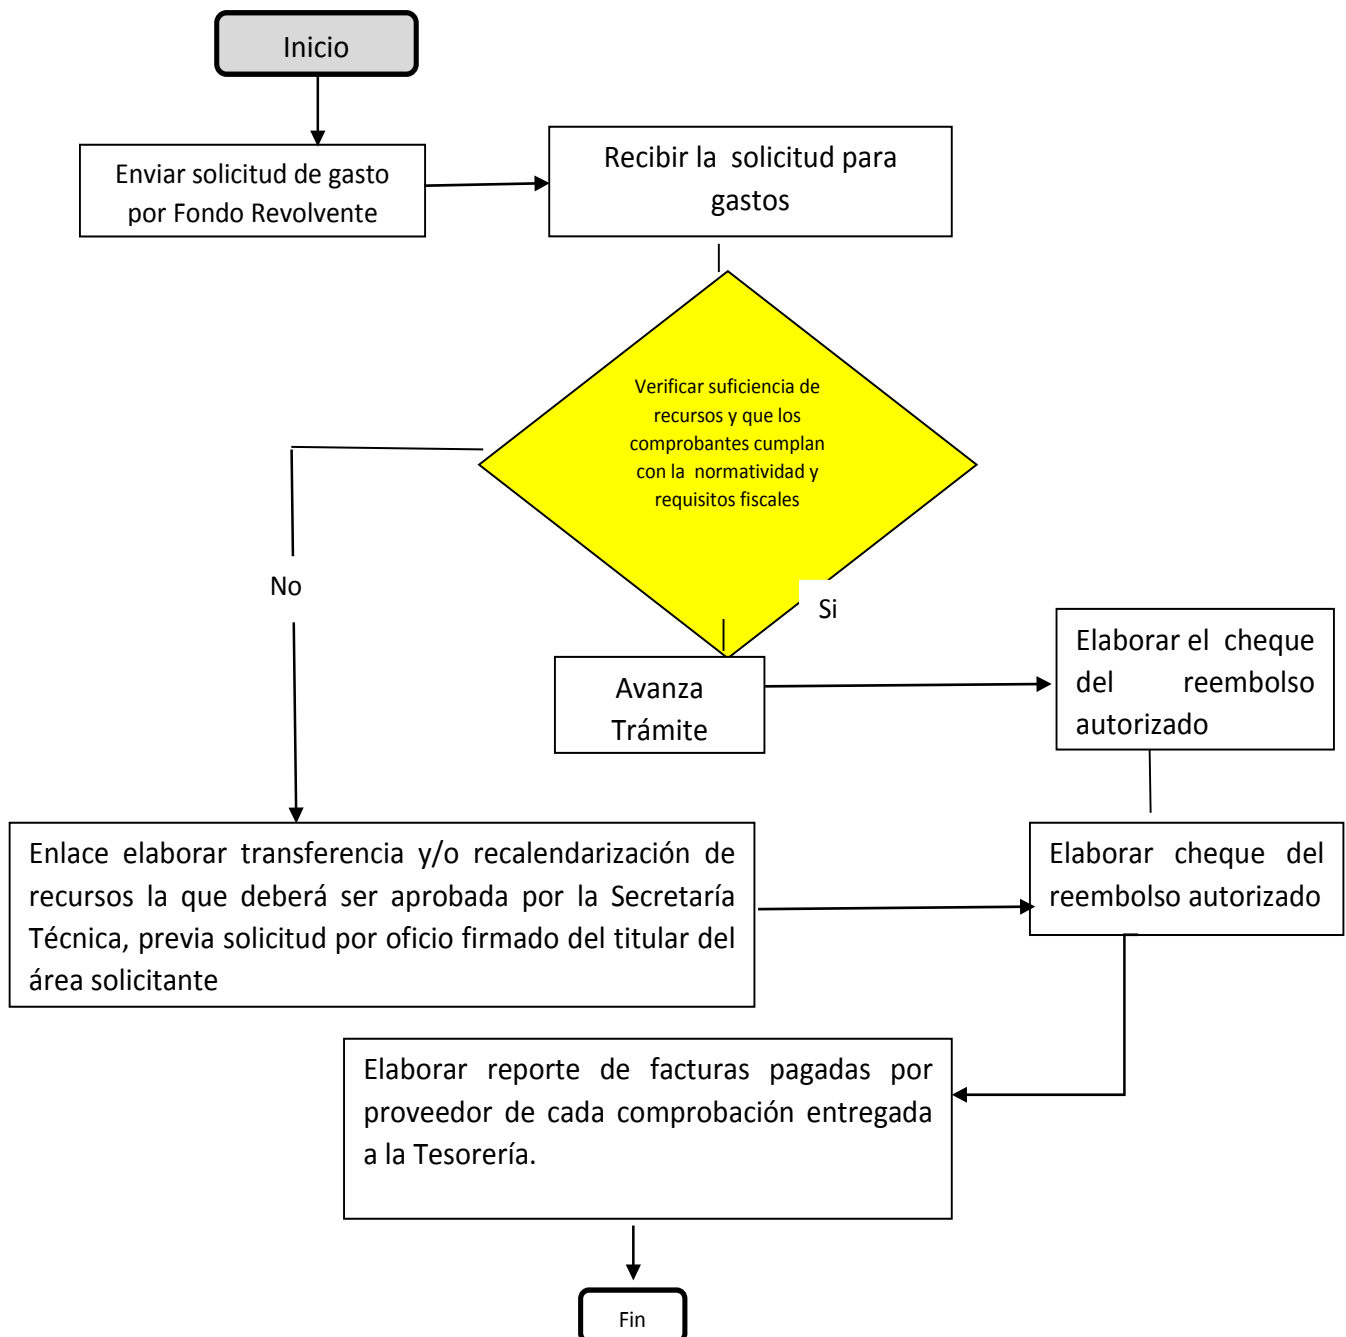 Inicio
Enviar solicitud de gasto
por Fondo Revolvente
Recibir la solicitud para
gastos
Verificar suficiencia de
recursos y que los
comprobantes cumplan
con la normatividad y
requisitos fiscales
No
Si
Avanza
Trámite
Elaborar el cheque
del reembolso
autorizado
Enlace elaborar transferencia y/o recalendarización de
recursos la que deberá ser aprobada por la Secretaría
Técnica, previa solicitud por oficio firmado del titular del
área solicitante
Elaborar cheque del
reembolso autorizado
Elaborar reporte de facturas pagadas por
proveedor de cada comprobación entregada
a la Tesorería.
Fin